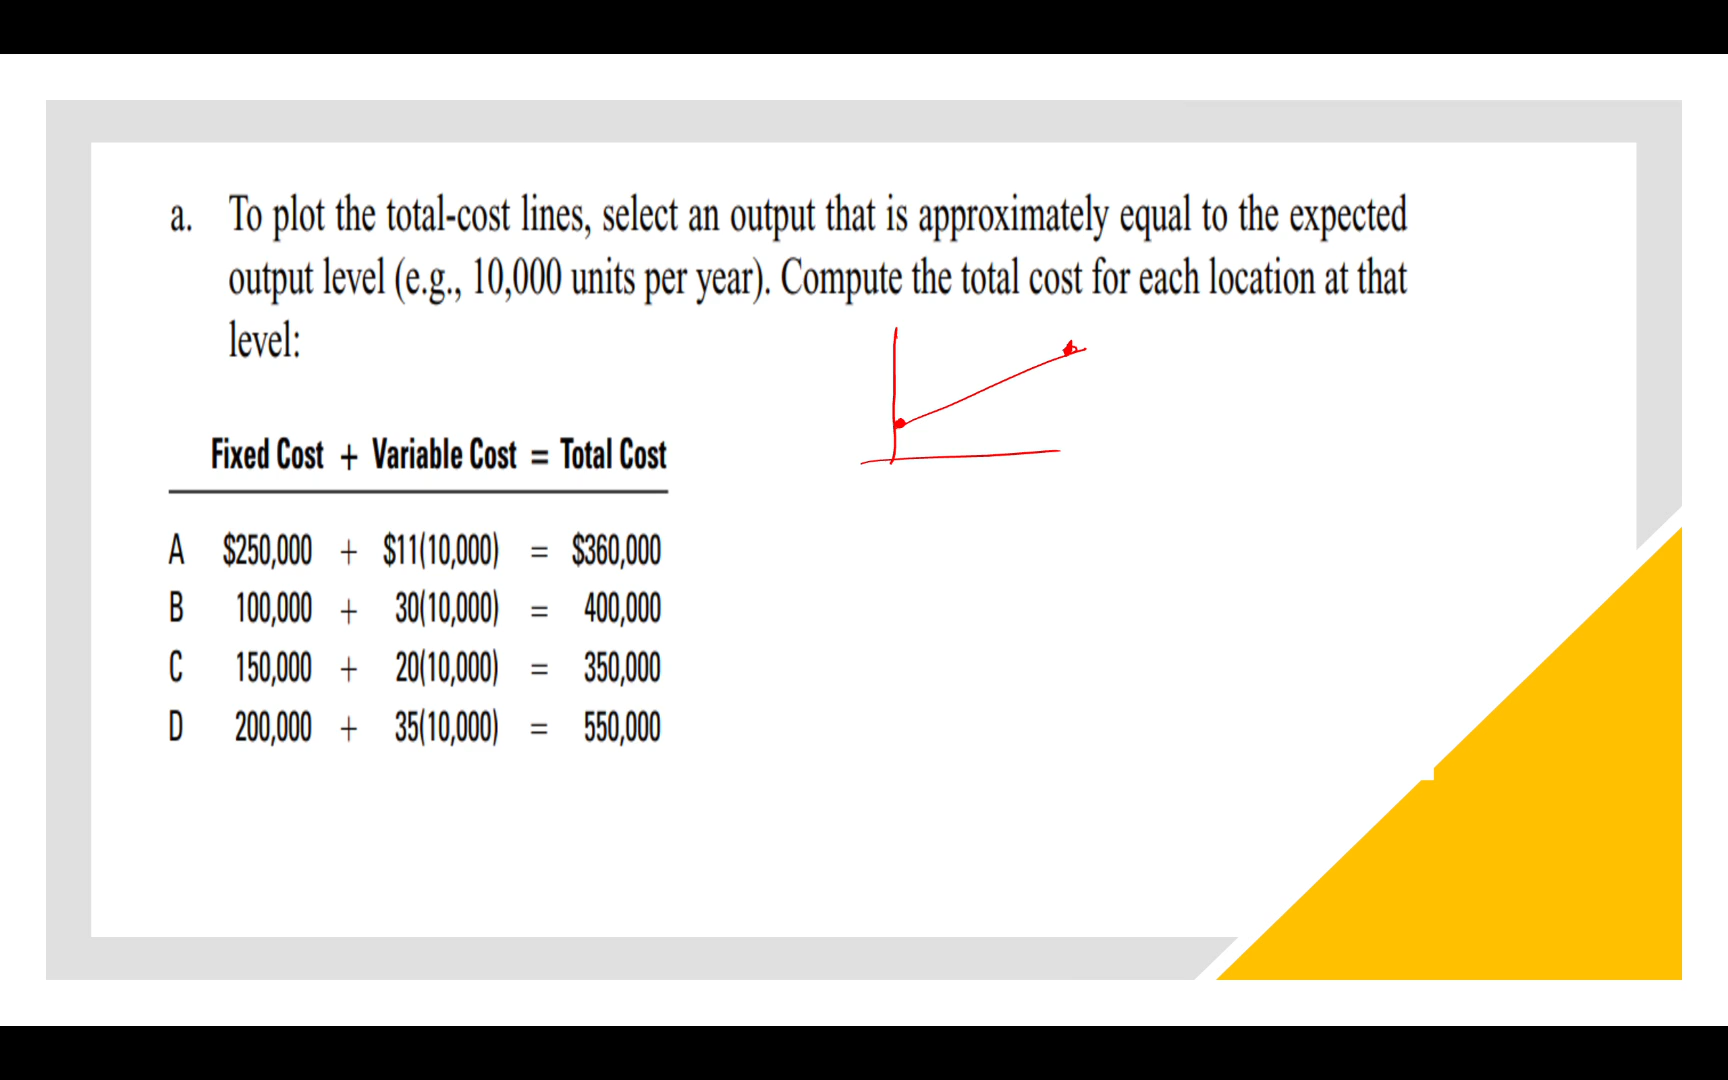 a. To plot the total-cost lines, select an output that is approximately equal to the expected
output level (e.g., 10,000 units per year). Compute the total cost for each location at that
level:
Fixed Cost + Variable Cost = Total Cost
A $250,000 + $11(10,000) = $360,000
B 100,000 + 30(10,000) = 400,000
C 150,000 + 20(10,000) = 350,000
D 200,000 + 35(10,000) = 550,000